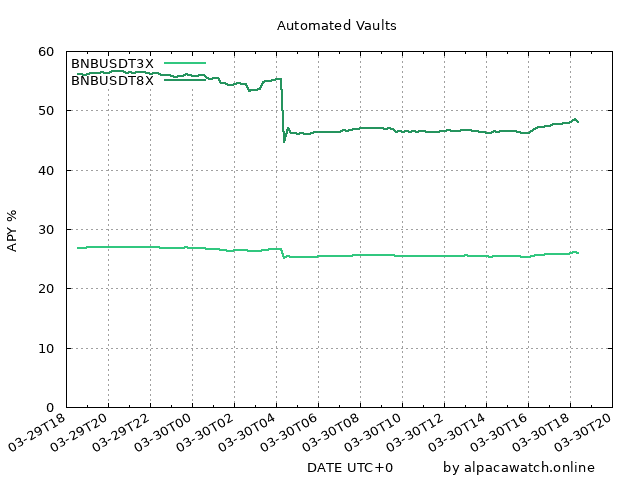 Automated Vaults
60
50
40
30
20
10
0
APY %
BNBUSDT3X
BNBUSDT8X
03-29T18 03-29T20 03-29T22 03-30T00 03-30T02 03-30T04 03-30T06 03-30T08 03-30T10 03-30T12 03-30T14 03-30T16 03-30T18 03-30T20
DATE UTC+0 by alpacawatch.online